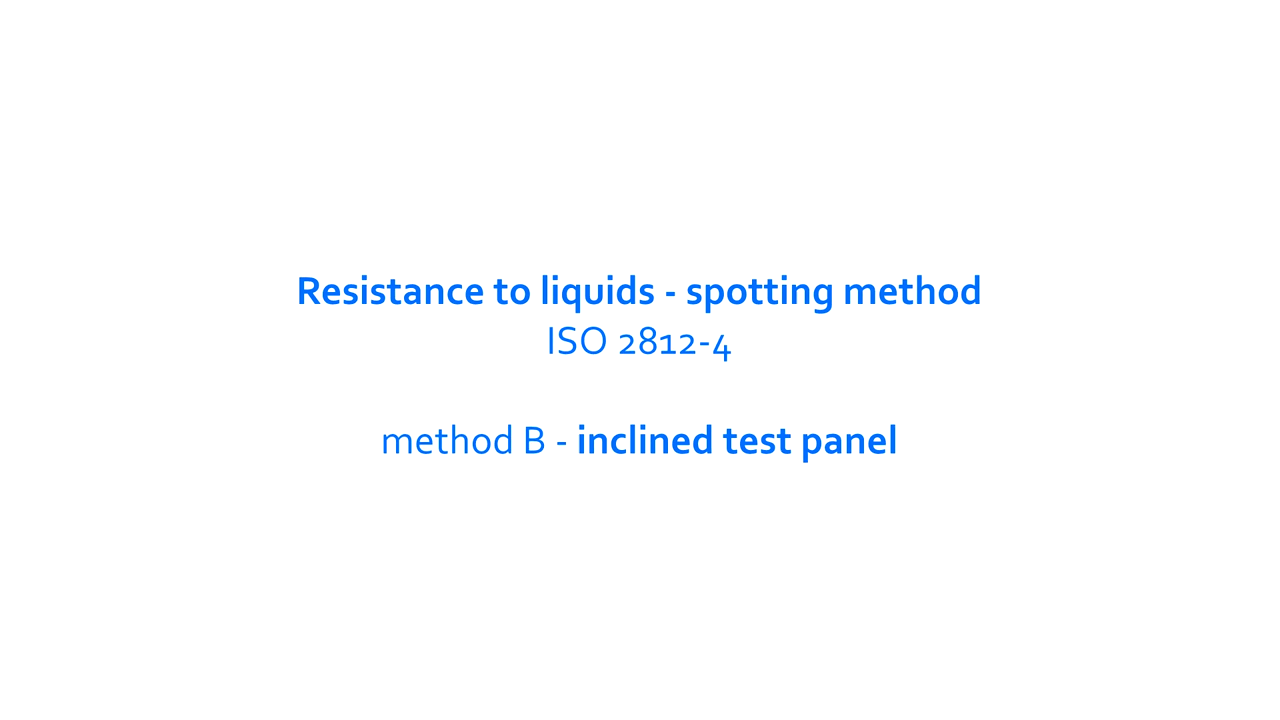 Resistance to liquids - spotting method
ISO 2812-4
method B - inclined test panel